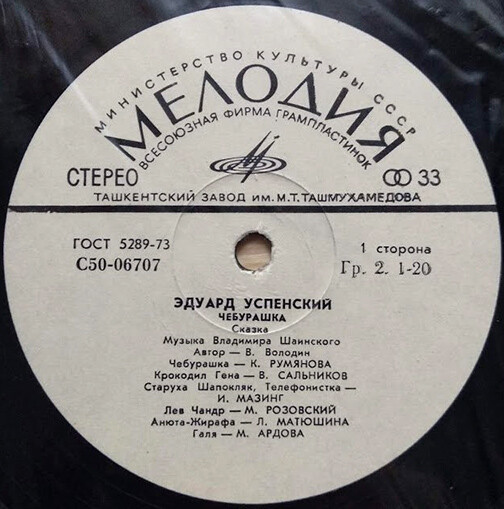 МИНИСТЕРСТВО КУЛЬТУРЫ СССР
МЕЛОДИЯ
ВСЕСОЮЗНАЯ ФИРМА ГРАМПЛАСТИНОК
СТЕРЕО 33
ТАШКЕНТСКИЙ ЗАВОД ИМ. М.Т. ТАШМУХАМЕДОВА
ГОСТ 5289-73 1 сторона
С50-06707 Гр. 2. 1-20
ЭДУАРД УСПЕНСКИЙ
ЧЕБУРАШКА
Сказка
Музыка Владимира Шаинского
Автор — В. Володин
Чебурашка — К. РУМЯНОВА
Крокодил Гена — В. САЛЬНИКОВ
Старуха Шапокляк, Телефонистка —
И. МАЗИНГ
Лев Чандр — М. РОЗОВСКИЙ
Анюта-Жирафа — Л. МАТЮШИНА
Галя — М. АРДОВА